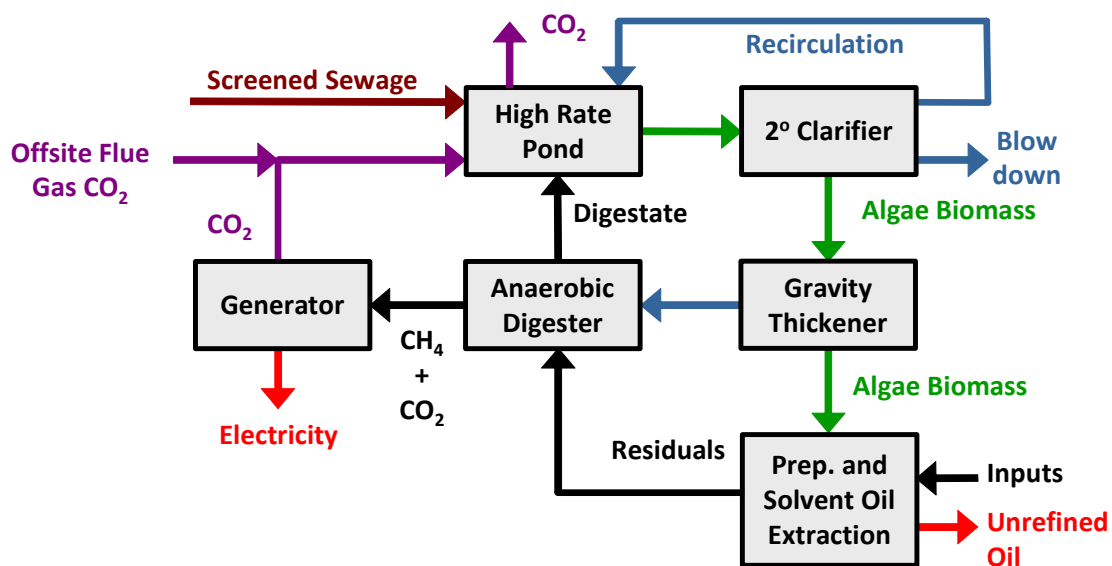 CO₂
Recirculation
Screened Sewage
High Rate
Pond
2º Clarifier
Offsite Flue
Gas CO₂
Blow
down
CO₂
Digestate
Algae Biomass
Generator
Anaerobic
Digester
Gravity
Thickener
CH₄
+
CO₂
Algae Biomass
Electricity
Residuals
Prep. and
Solvent Oil
Extraction
Inputs
Unrefined
Oil